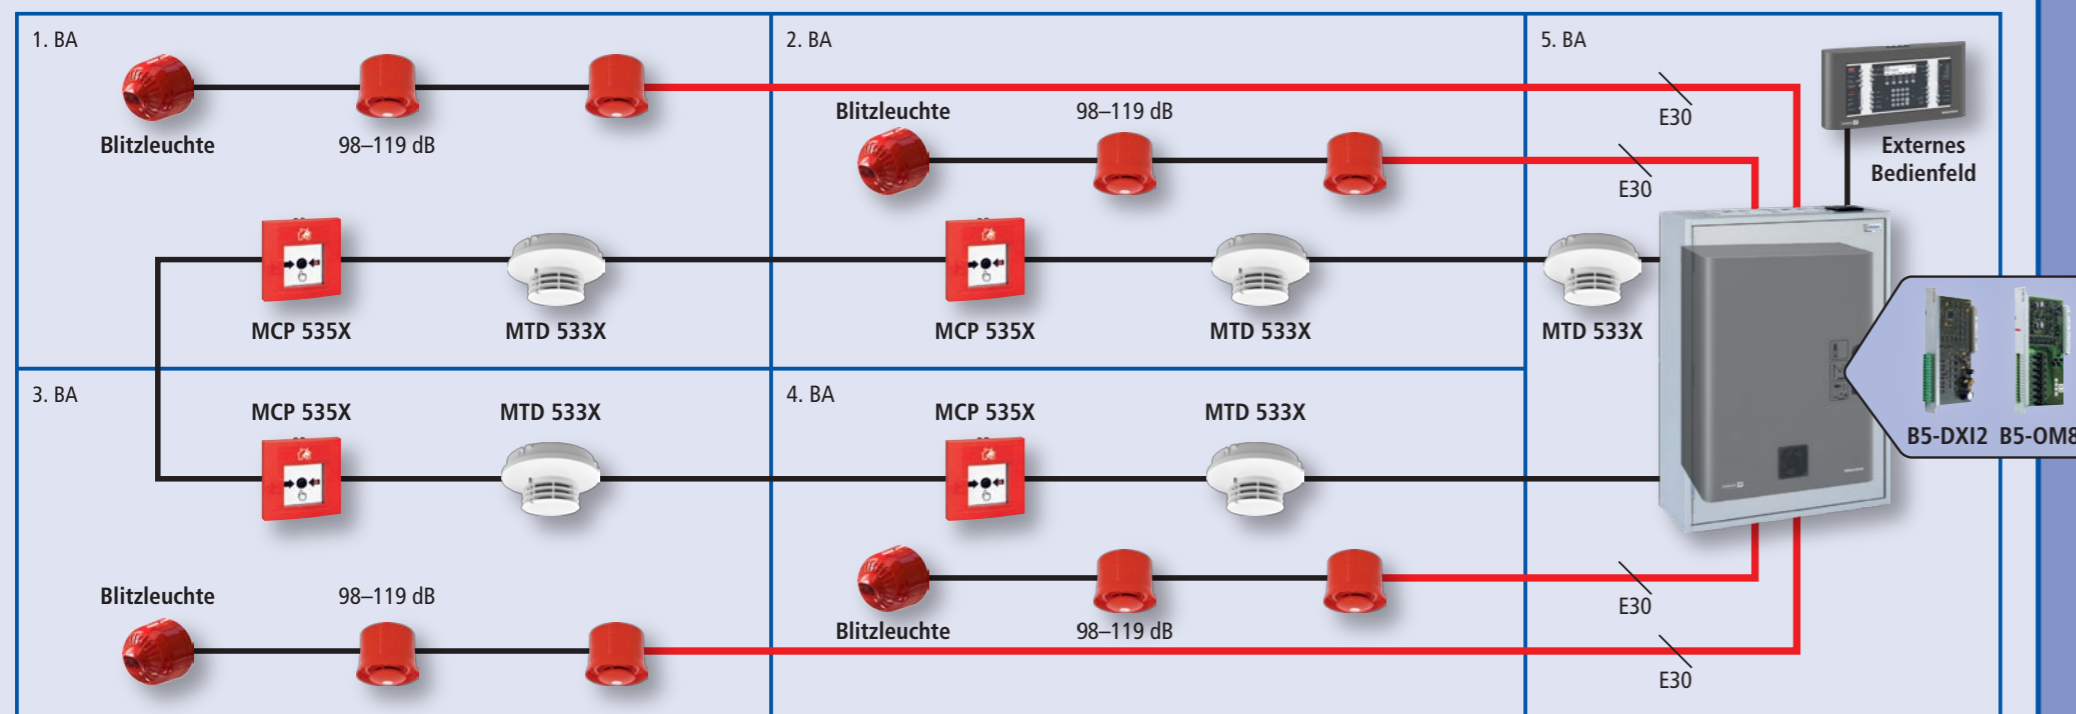 1. BA
Blitzleuchte
98–119 dB
MCP 535X
MTD 533X
2. BA
Blitzleuchte
98–119 dB
E30
E30
MCP 535X
MTD 533X
5. BA
Externes
Bedienfeld
MTD 533X
B5-DXI2 B5-OM8
3. BA
MCP 535X
MTD 533X
Blitzleuchte
98–119 dB
4. BA
MCP 535X
MTD 533X
Blitzleuchte
98–119 dB
E30
E30